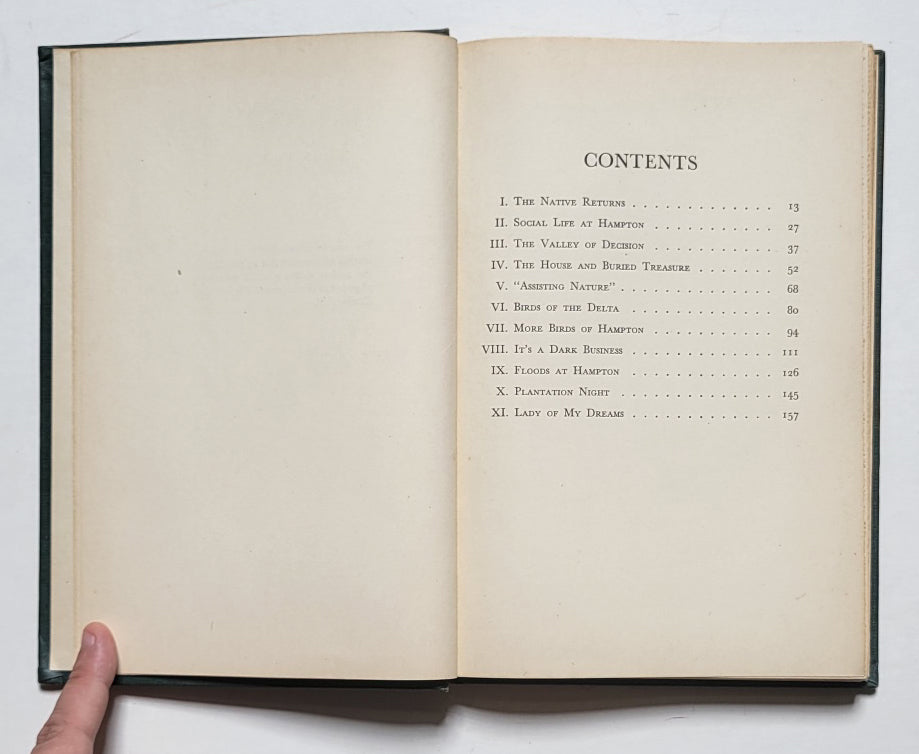 CONTENTS
I. The Native Returns . . . . . . . . . . . . . 13
II. Social Life at Hampton . . . . . . . . . . . 27
III. The Valley of Decision . . . . . . . . . . . 37
IV. The House and Buried Treasure . . . . . . . 52
V. "Assisting Nature" . . . . . . . . . . . . . . 68
VI. Birds of the Delta . . . . . . . . . . . . . 80
VII. More Birds of Hampton . . . . . . . . . . . 94
VIII. It's a Dark Business . . . . . . . . . . . . . 111
IX. Floods at Hampton . . . . . . . . . . . . . 126
X. Plantation Night . . . . . . . . . . . . . . 145
XI. Lady of My Dreams . . . . . . . . . . . . . 157